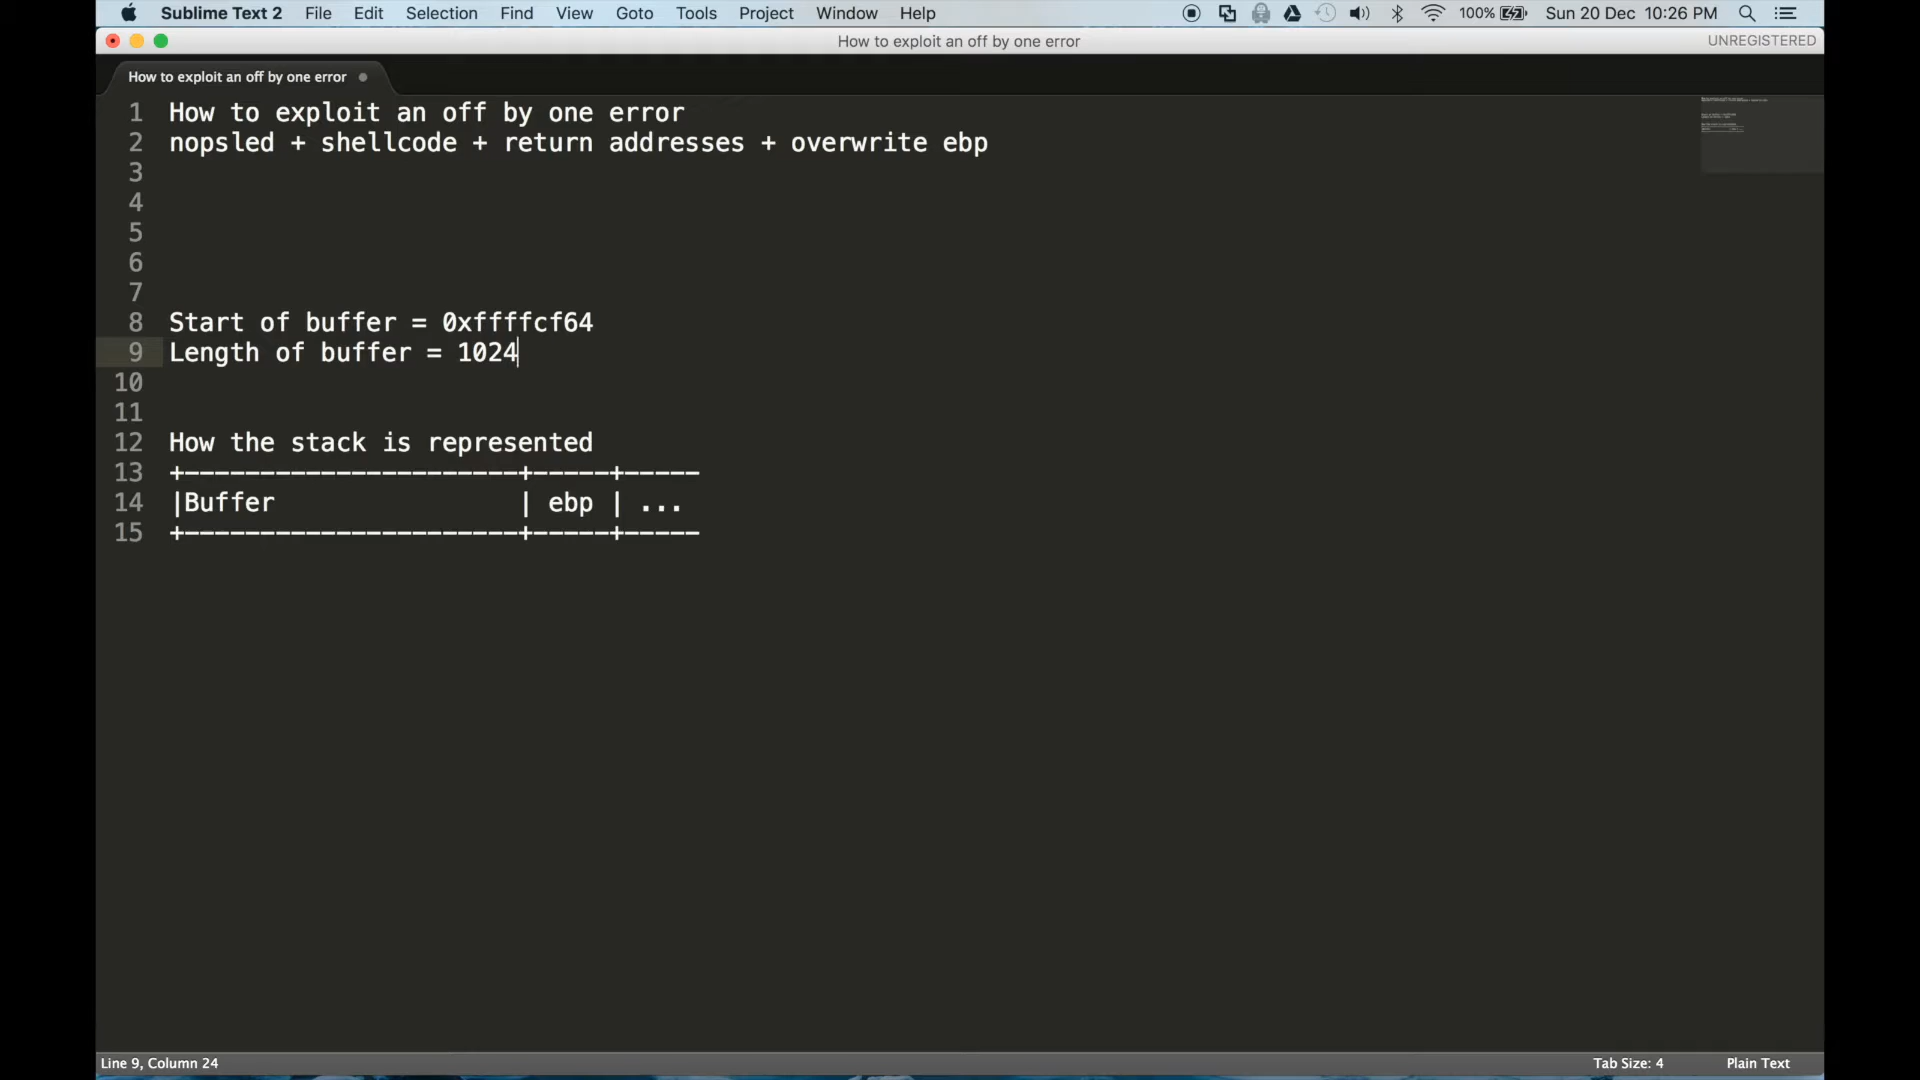 Sublime Text 2 File Edit Selection Find View Goto Tools Project Window Help 100% Sun 20 Dec 10:26 PM
How to exploit an off by one error UNREGISTERED
How to exploit an off by one error
1 How to exploit an off by one error
2 nopsled + shellcode + return addresses + overwrite ebp
3
4
5
6
7
8 Start of buffer = 0xffffcf64
9 Length of buffer = 1024
10
11
12 How the stack is represented
13 +----------------------+-----+-----
14 |Buffer                | ebp | ...
15 +----------------------+-----+-----
Line 9, Column 24 Tab Size: 4 Plain Text